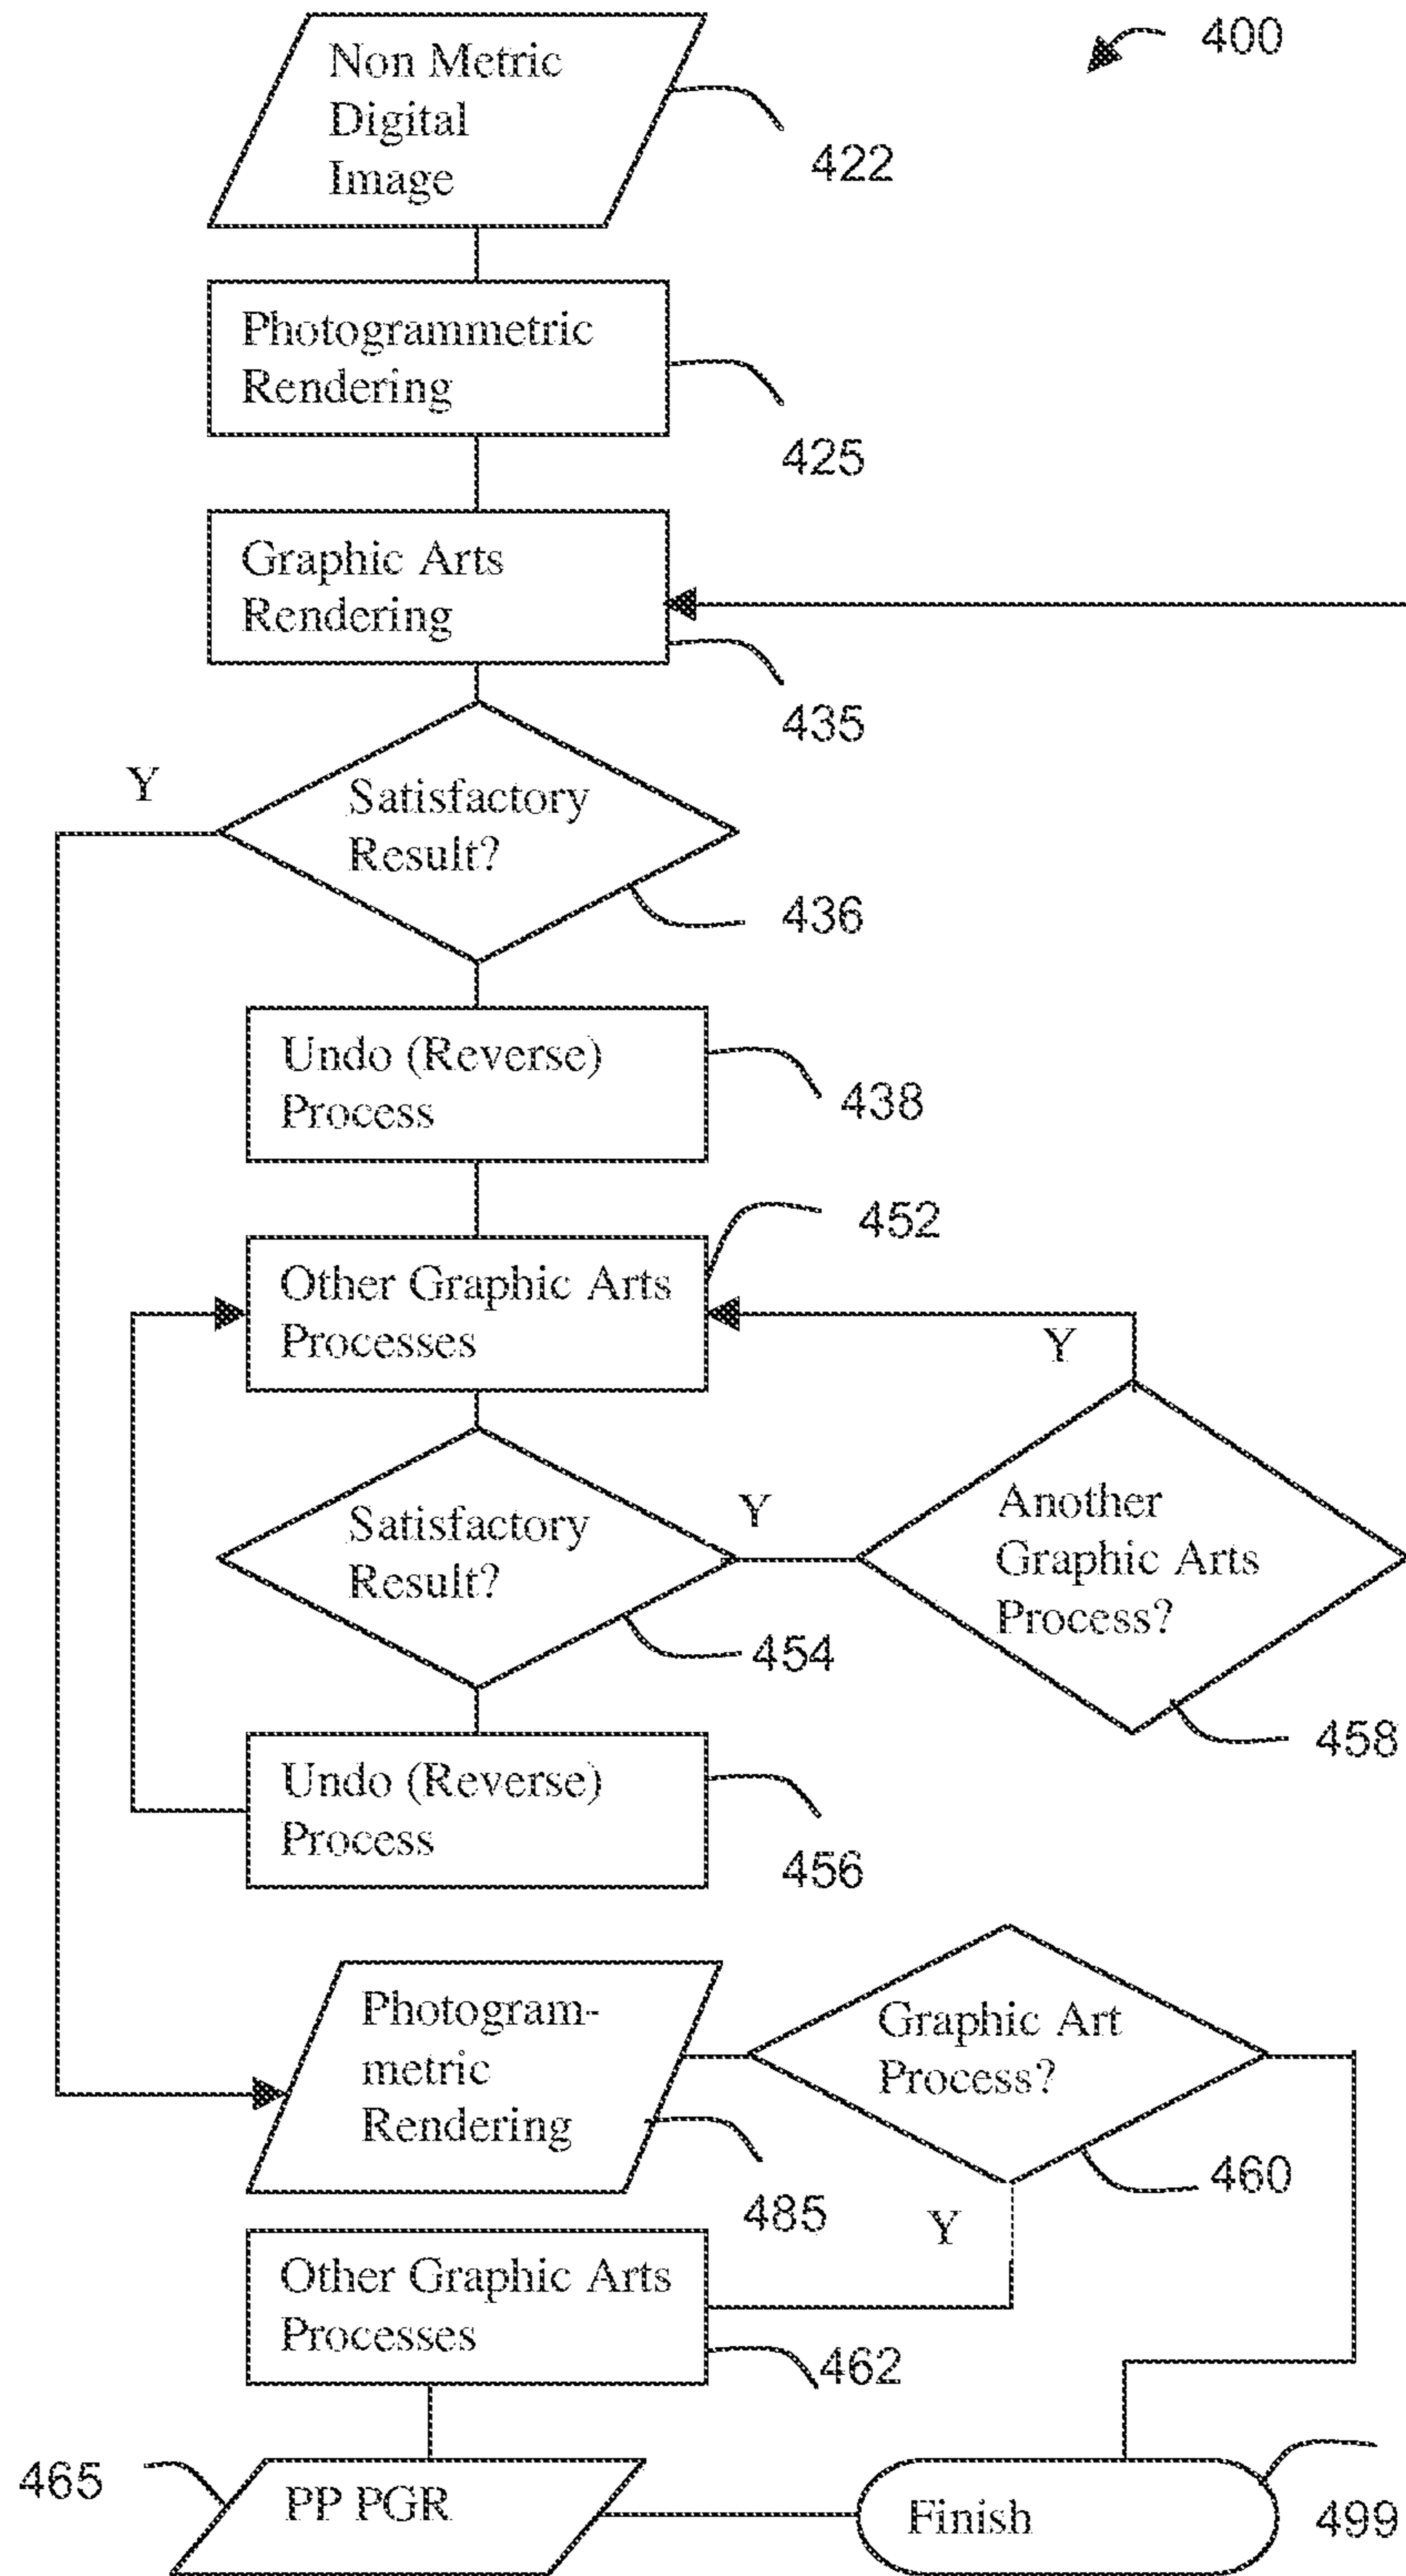 400
Non Metric
Digital
Image
422
Photogrammetric
Rendering
425
Graphic Arts
Rendering
435
Y
Satisfactory
Result?
436
Undo (Reverse)
Process
438
452
Other Graphic Arts
Processes
Y
Satisfactory
Result?
Y
454
Another
Graphic Arts
Process?
458
Undo (Reverse)
Process
456
Photogram-
metric
Rendering
485
Graphic Art
Process?
460
Y
Other Graphic Arts
Processes
462
465
PP PGR
Finish
499